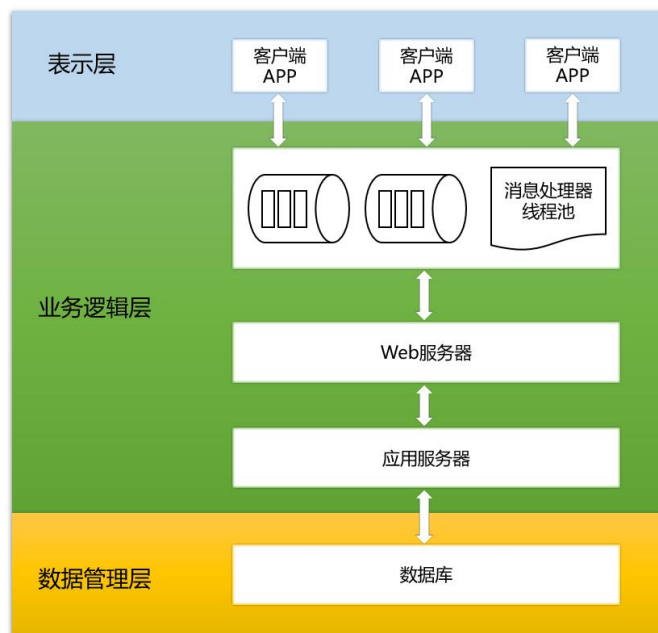 表示层
客户端
APP
客户端
APP
客户端
APP
消息处理器
线程池
业务逻辑层
Web服务器
应用服务器
数据管理层
数据库